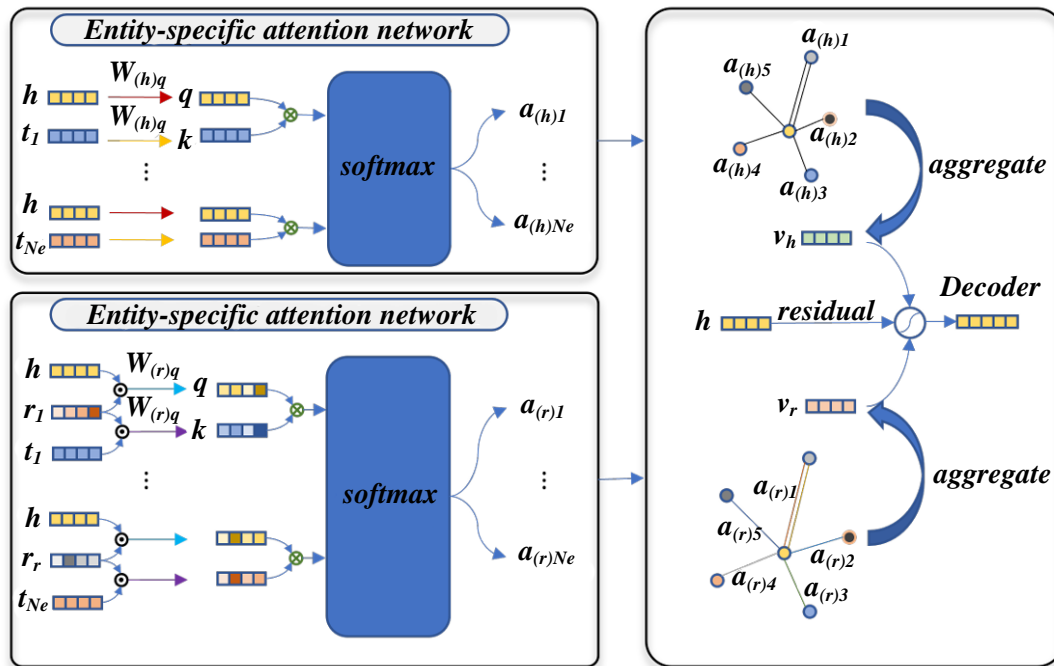 Entity-specific attention network
h W(h)q q
t1 W(h)q k
⋮
h
tNe
softmax
a(h)1
⋮
a(h)Ne
Entity-specific attention network
h W(r)q q
r1 W(r)q k
t1
⋮
h
rr
tNe
softmax
a(r)1
⋮
a(r)Ne
a(h)1
a(h)5
a(h)2
a(h)4
a(h)3
aggregate
vh
Decoder
h residual
vr
aggregate
a(r)1
a(r)5
a(r)2
a(r)4
a(r)3